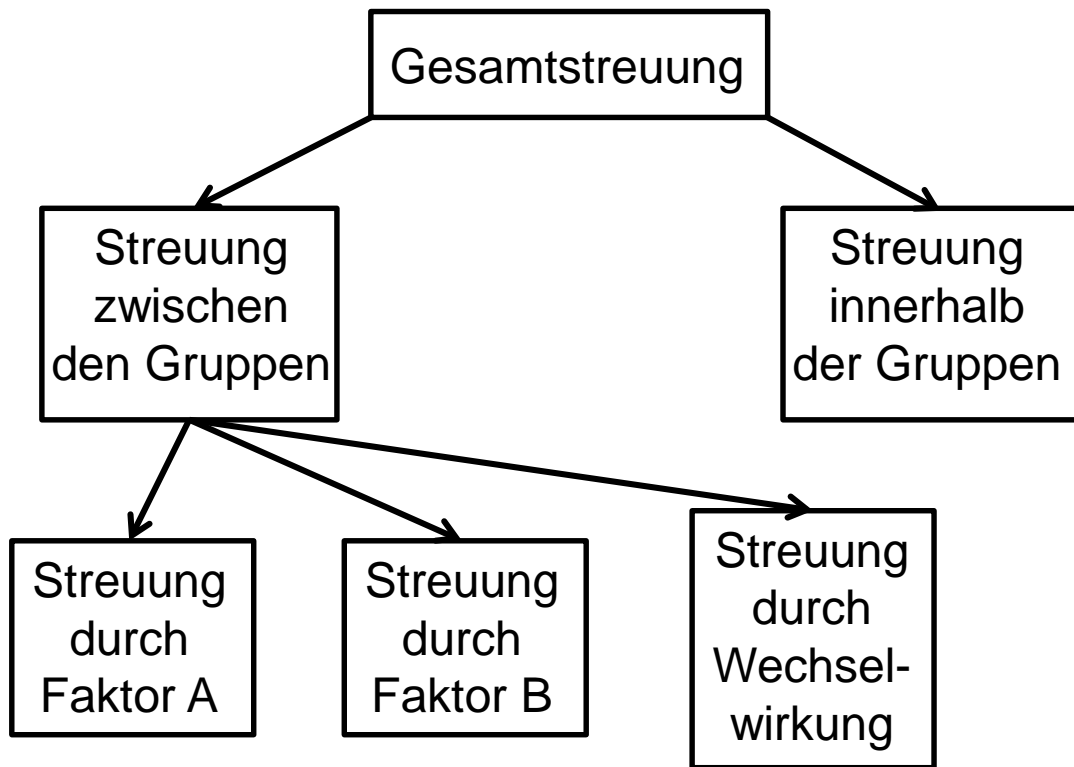 Gesamtstreuung
Streuung
zwischen
den Gruppen
Streuung
innerhalb
der Gruppen
Streuung
durch
Faktor A
Streuung
durch
Faktor B
Streuung
durch
Wechsel-
wirkung